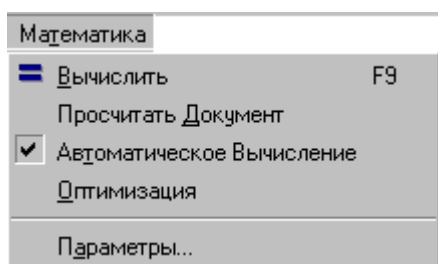 Математика
Вычислить F9
Просчитать Документ
Автоматическое Вычисление
Оптимизация
Параметры...